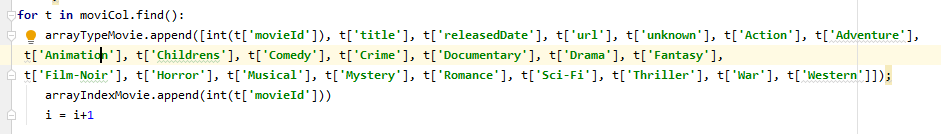 for t in moviCol.find():
arrayTypeMovie.append([int(t['movieId']), t['title'], t['releasedDate'], t['url'], t['unknown'], t['Action'], t['Adventure'],
t['Animation'], t['Childrens'], t['Comedy'], t['Crime'], t['Documentary'], t['Drama'], t['Fantasy'],
t['Film-Noir'], t['Horror'], t['Musical'], t['Mystery'], t['Romance'], t['Sci-Fi'], t['Thriller'], t['War'], t['Western']]);
arrayIndexMovie.append(int(t['movieId']))
i = i+1